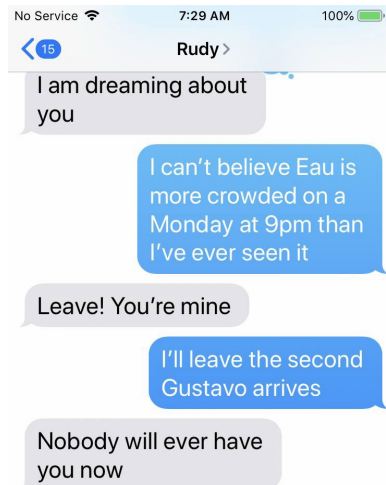 No Service 7:29 AM 100%
15 Rudy
I am dreaming about
you
I can’t believe Eau is
more crowded on a
Monday at 9pm than
I’ve ever seen it
Leave! You’re mine
I’ll leave the second
Gustavo arrives
Nobody will ever have
you now